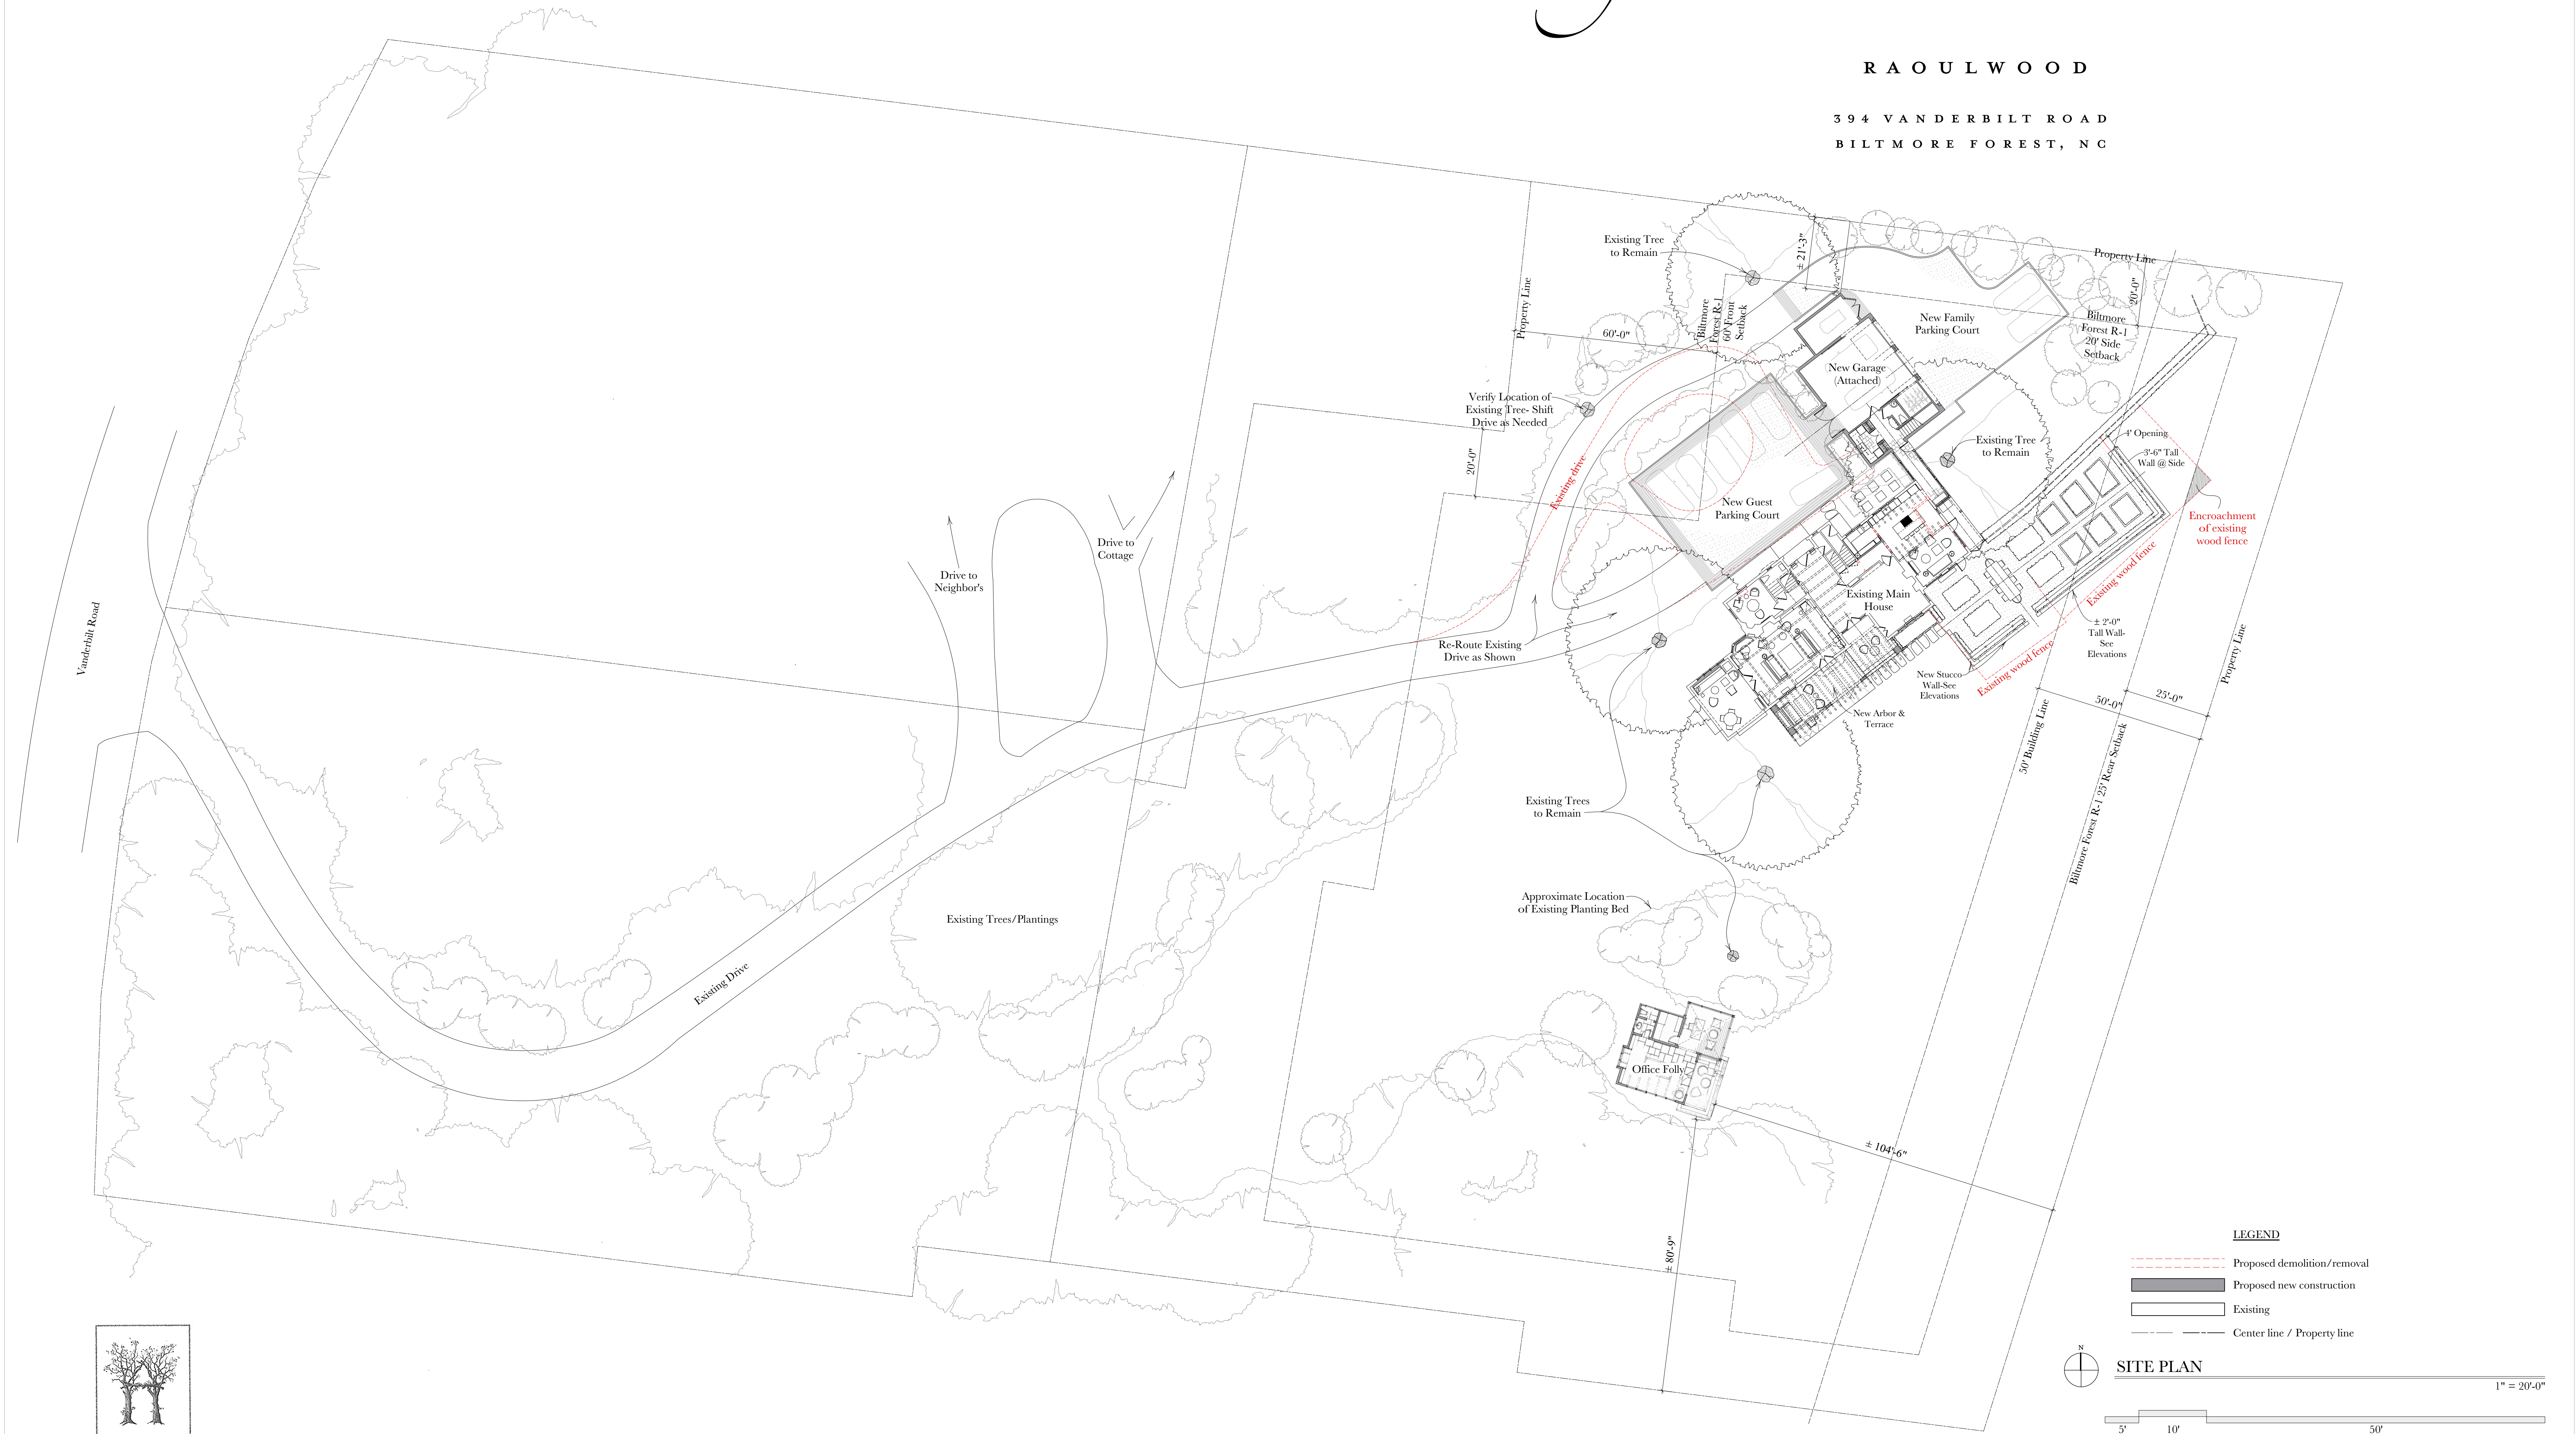 RAOULWOOD
394 VANDERBILT ROAD
BILTMORE FOREST, NC
Existing Tree
to Remain
± 21'-3"
Property Line
20'-0"
Property Line
60'-0"
Biltmore
Forest R-1
60' Front
Setback
New Family
Parking Court
Biltmore
Forest R-1
20' Side
Setback
New Garage
(Attached)
Verify Location of
Existing Tree- Shift
Drive as Needed
Existing Tree
to Remain
4' Opening
3'-6" Tall
Wall @ Side
20'-0"
Existing drive
New Guest
Parking Court
Encroachment
of existing
wood fence
Drive to
Cottage
Drive to
Neighbor's
Existing wood fence
Existing Main
House
Vanderbilt Road
Re-Route Existing
Drive as Shown
± 2'-0"
Tall Wall-
See
Elevations
Existing wood fence
Property Line
New Stucco
Wall-See
Elevations
25'-0"
50'-0"
New Arbor &
Terrace
50' Building Line
Biltmore Forest R-1 25' Rear Setback
Existing Trees
to Remain
Approximate Location
of Existing Planting Bed
Existing Trees/Plantings
Existing Drive
Office Folly
± 104'-6"
± 80'-9"
LEGEND
Proposed demolition/removal
Proposed new construction
Existing
Center line / Property line
N
SITE PLAN
1" = 20'-0"
5'
10'
50'